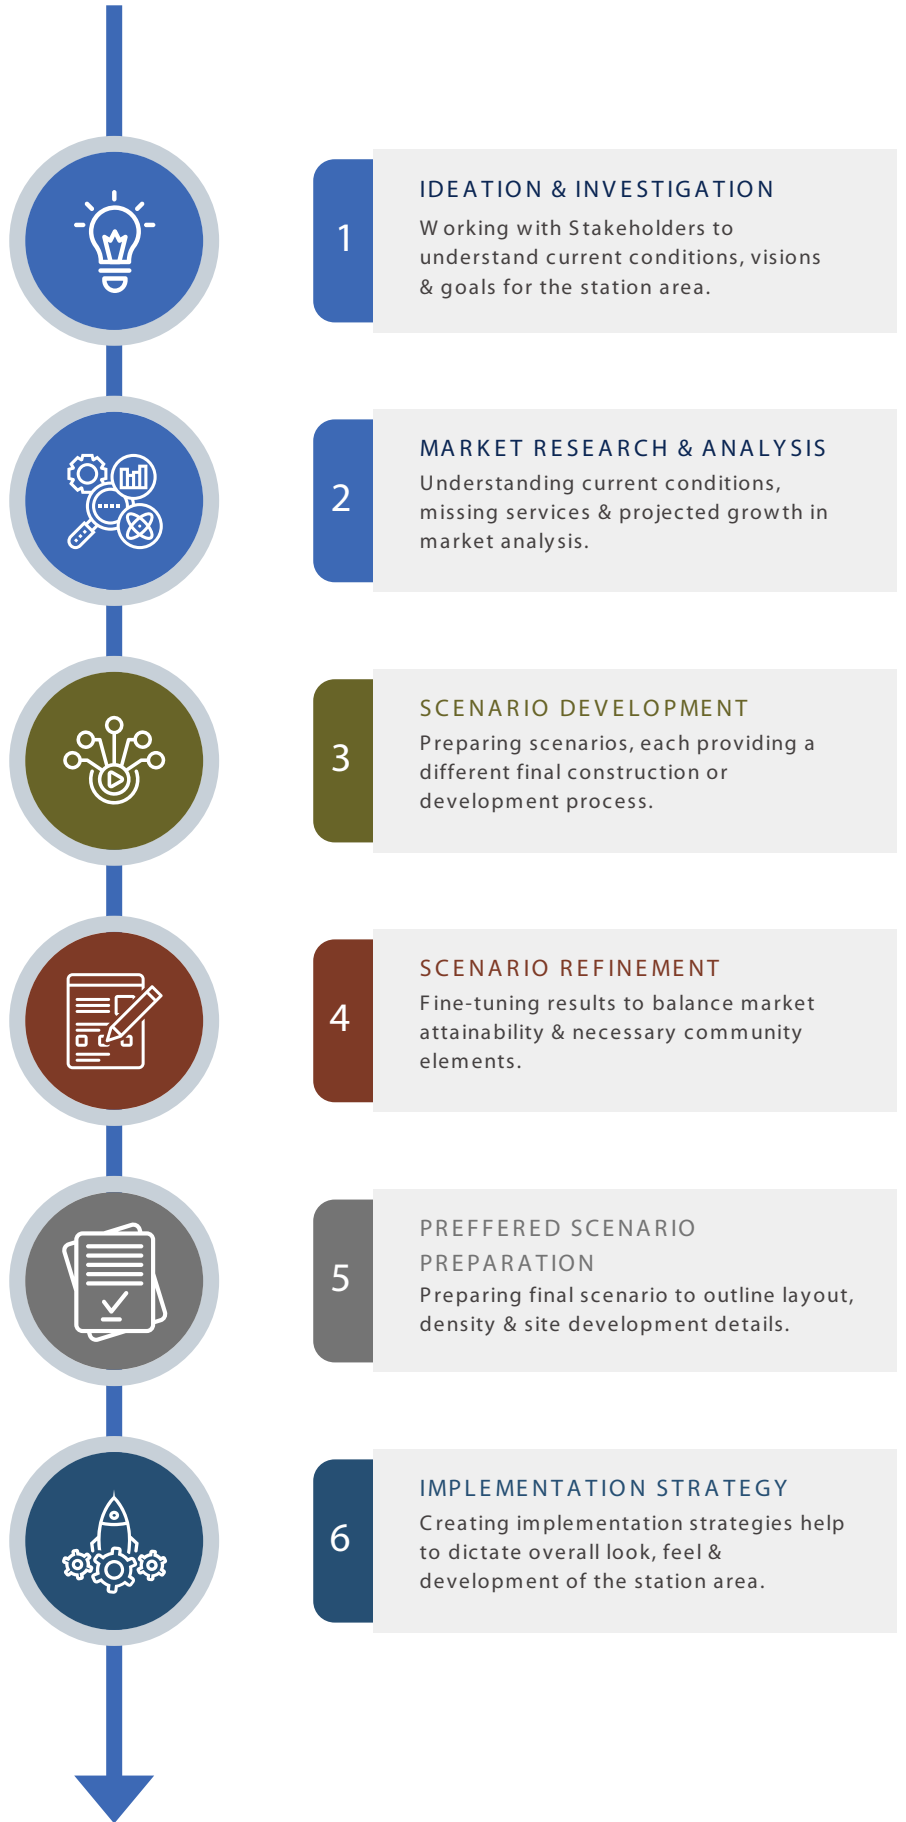 1
IDEATION & INVESTIGATION
Working with Stakeholders to
understand current conditions, visions
& goals for the station area.
2
MARKET RESEARCH & ANALYSIS
Understanding current conditions,
missing services & projected growth in
market analysis.
3
SCENARIO DEVELOPMENT
Preparing scenarios, each providing a
different final construction or
development process.
4
SCENARIO REFINEMENT
Fine-tuning results to balance market
attainability & necessary community
elements.
5
PREFFERED SCENARIO
PREPARATION
Preparing final scenario to outline layout,
density & site development details.
6
IMPLEMENTATION STRATEGY
Creating implementation strategies help
to dictate overall look, feel &
development of the station area.